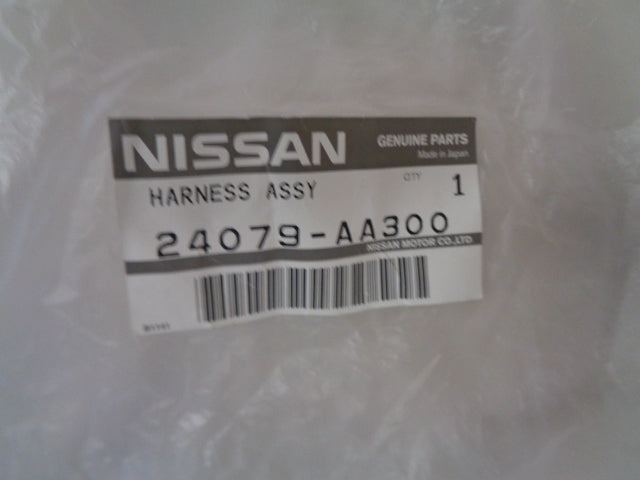 NISSAN
GENUINE PARTS
Made in Japan
HARNESS ASSY
QTY 1
24079-AA300
NISSAN MOTOR CO.,LTD.